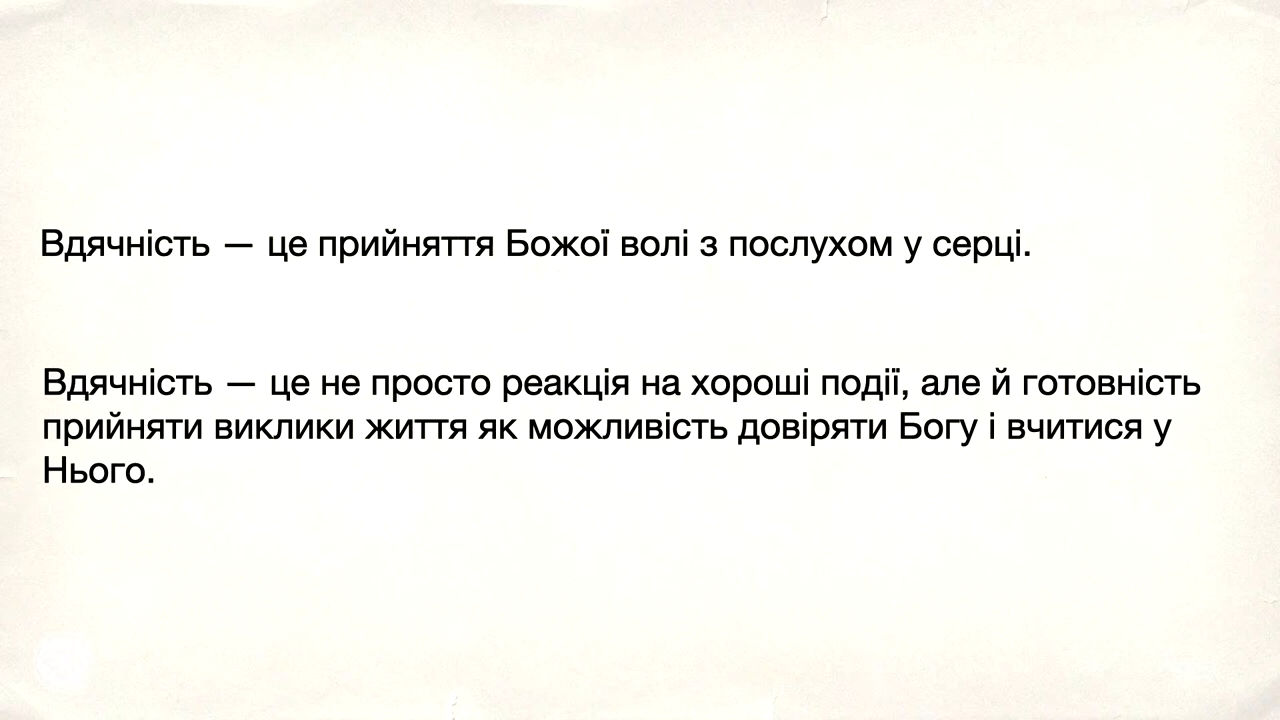 Вдячність — це прийняття Божої волі з послухом у серці.
Вдячність — це не просто реакція на хороші події, але й готовність
прийняти виклики життя як можливість довіряти Богу і вчитися у
Нього.